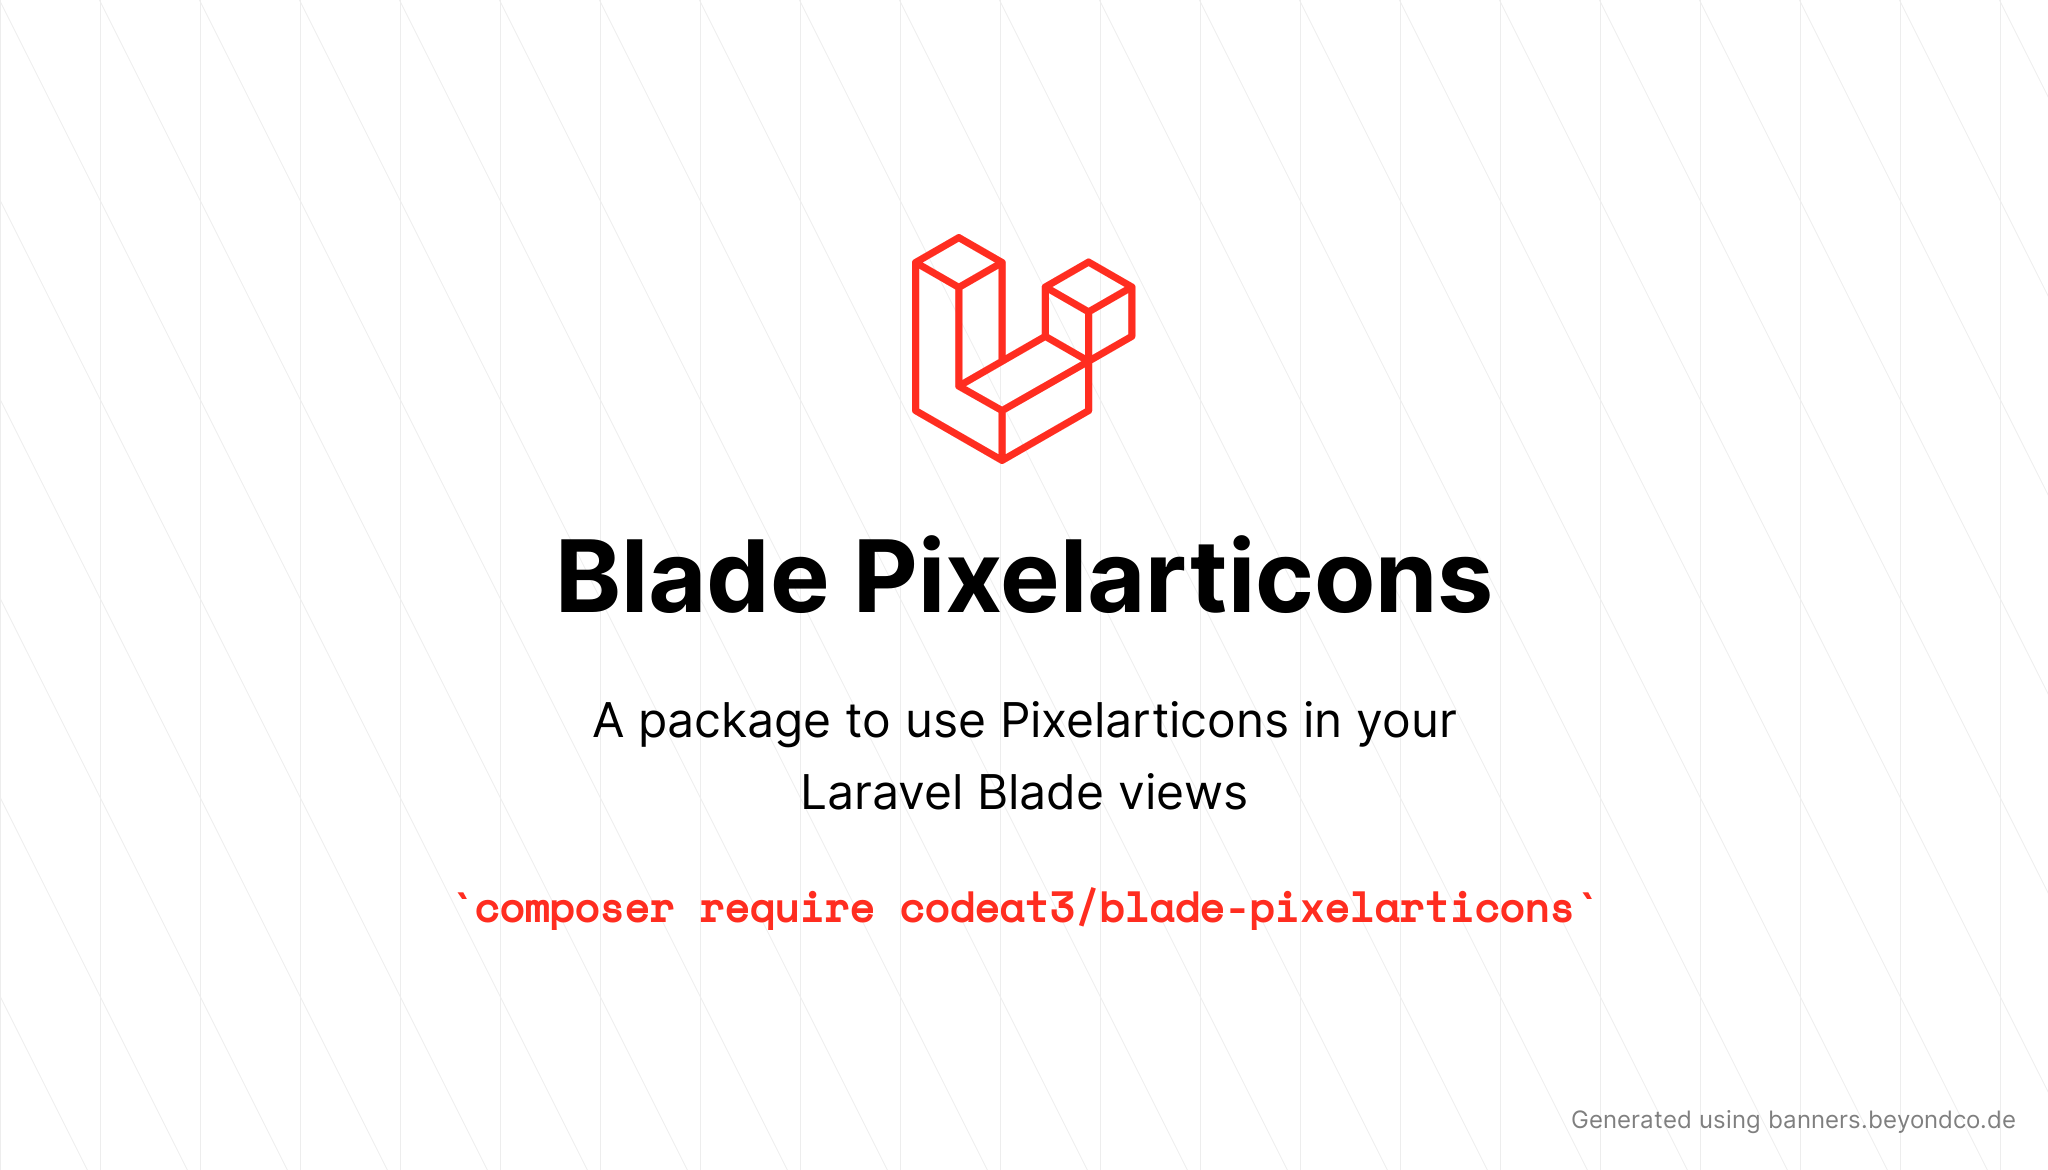 Blade Pixelarticons
A package to use Pixelarticons in your
Laravel Blade views
`composer require codeat3/blade-pixelarticons`
Generated using banners.beyondco.de